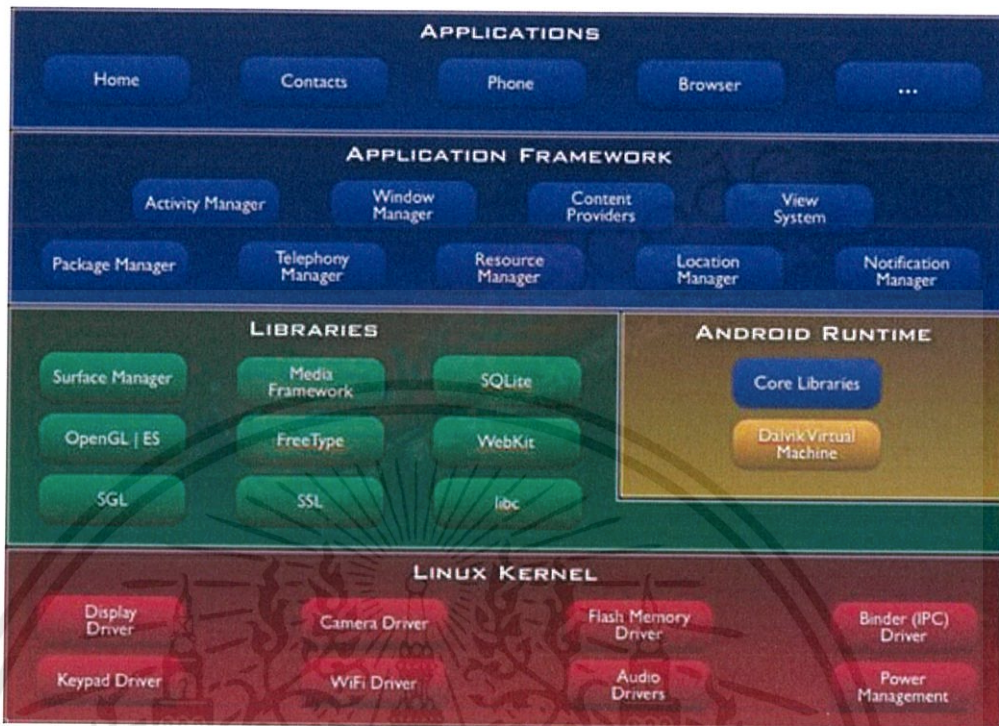 APPLICATIONS
Home
Contacts
Phone
Browser
...
APPLICATION FRAMEWORK
Activity Manager
Window
Manager
Content
Providers
View
System
Package Manager
Telephony
Manager
Resource
Manager
Location
Manager
Notification
Manager
LIBRARIES
Surface Manager
Media
Framework
SQLite
OpenGL | ES
FreeType
WebKit
SGL
SSL
libc
ANDROID RUNTIME
Core Libraries
Dalvik Virtual
Machine
LINUX KERNEL
Display
Driver
Camera Driver
Flash Memory
Driver
Binder (IPC)
Driver
Keypad Driver
WiFi Driver
Audio
Drivers
Power
Management